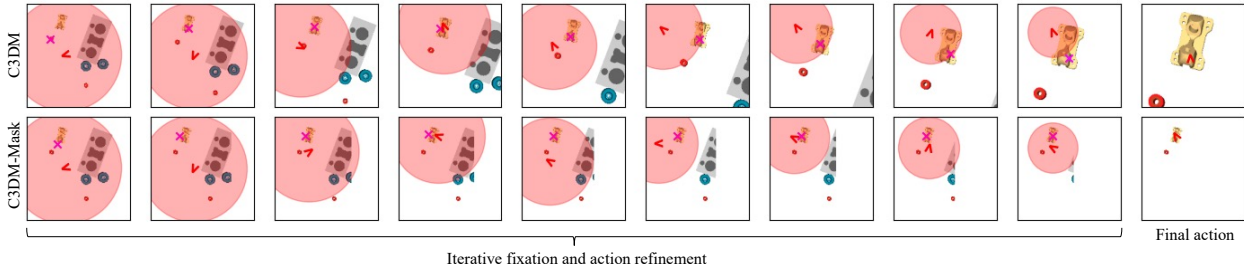 C3DM
C3DM-Mask
Iterative fixation and action refinement
Final action